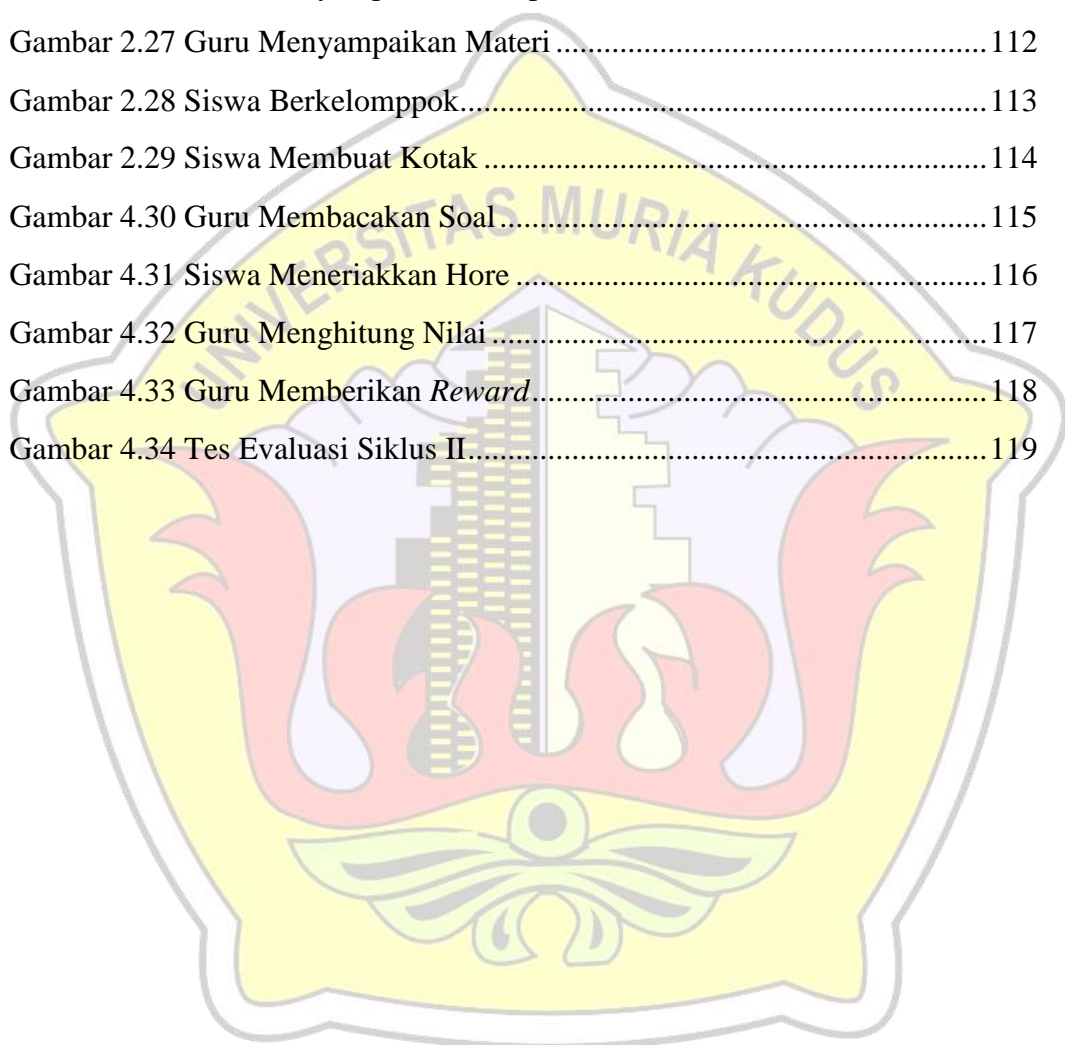 Gambar 2.27 Guru Menyampaikan Materi ........................................................ 112
Gambar 2.28 Siswa Berkelomppok.................................................................... 113
Gambar 2.29 Siswa Membuat Kotak ................................................................. 114
Gambar 4.30 Guru Membacakan Soal ............................................................... 115
Gambar 4.31 Siswa Meneriakkan Hore ............................................................. 116
Gambar 4.32 Guru Menghitung Nilai ................................................................ 117
Gambar 4.33 Guru Memberikan Reward ........................................................... 118
Gambar 4.34 Tes Evaluasi Siklus II................................................................... 119
UNIVERSITAS MURIA KUDUS